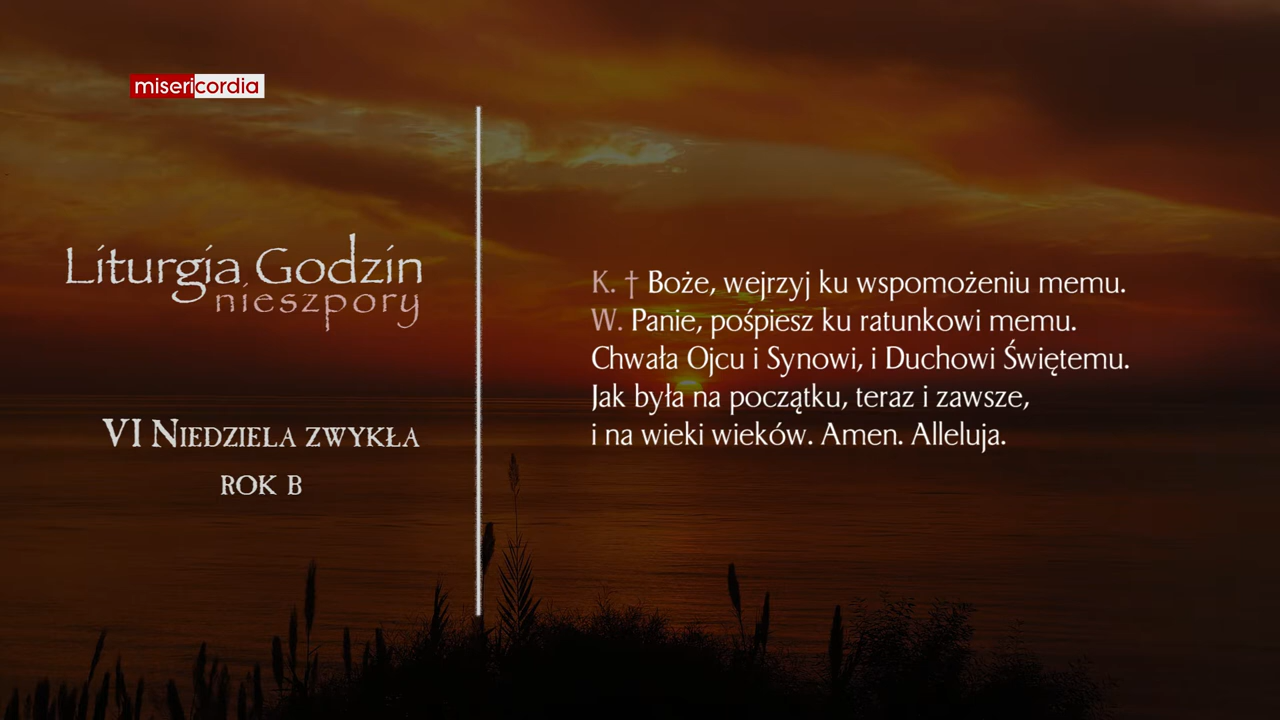 misericordia
Liturgia Godzin
nieszpory
VI Niedziela zwykła
rok B
K. † Boże, wejrzyj ku wspomożeniu memu.
W. Panie, pośpiesz ku ratunkowi memu.
Chwała Ojcu i Synowi, i Duchowi Świętemu.
Jak była na początku, teraz i zawsze,
i na wieki wieków. Amen. Alleluja.